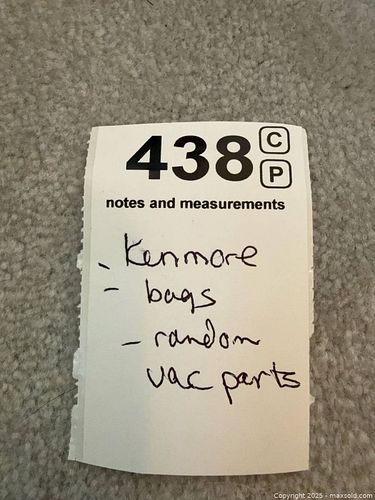 438 C
P
notes and measurements
- Kenmore
- bags
- random
vac parts
Copyright 2025 - maxsold.com